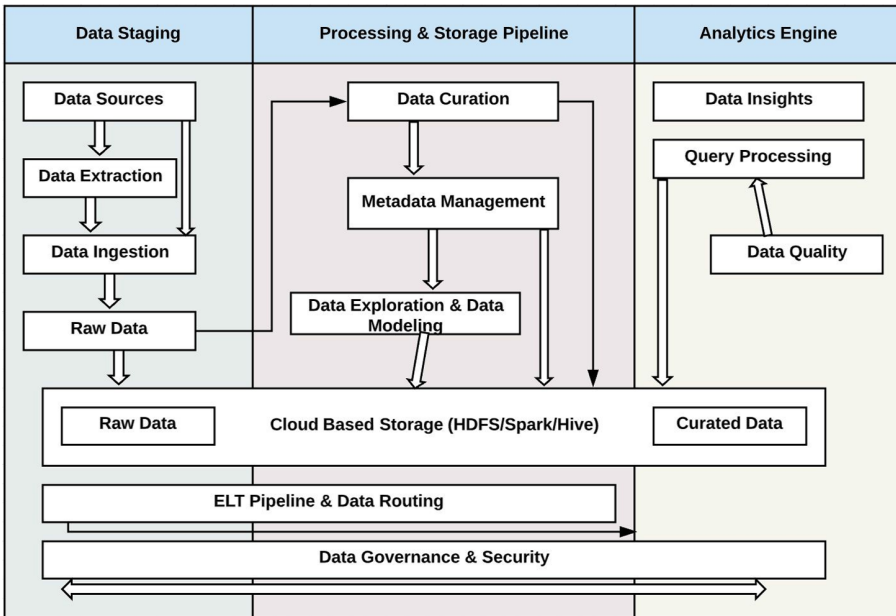 Data Staging
Processing & Storage Pipeline
Analytics Engine
Data Sources
Data Curation
Data Insights
Data Extraction
Query Processing
Metadata Management
Data Ingestion
Data Quality
Raw Data
Data Exploration & Data
Modeling
Raw Data
Cloud Based Storage (HDFS/Spark/Hive)
Curated Data
ELT Pipeline & Data Routing
Data Governance & Security